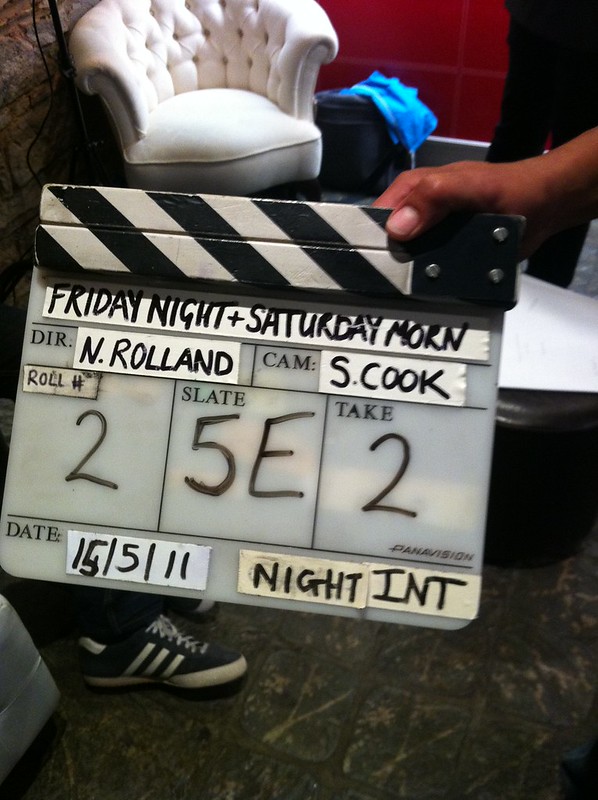 FRIDAY NIGHT + SATURDAY MORN
DIR: N. ROLLAND CAM: S. COOK
ROLL # SLATE TAKE
2 5E 2
DATE: 15/5/11 PANAVISION
NIGHT INT